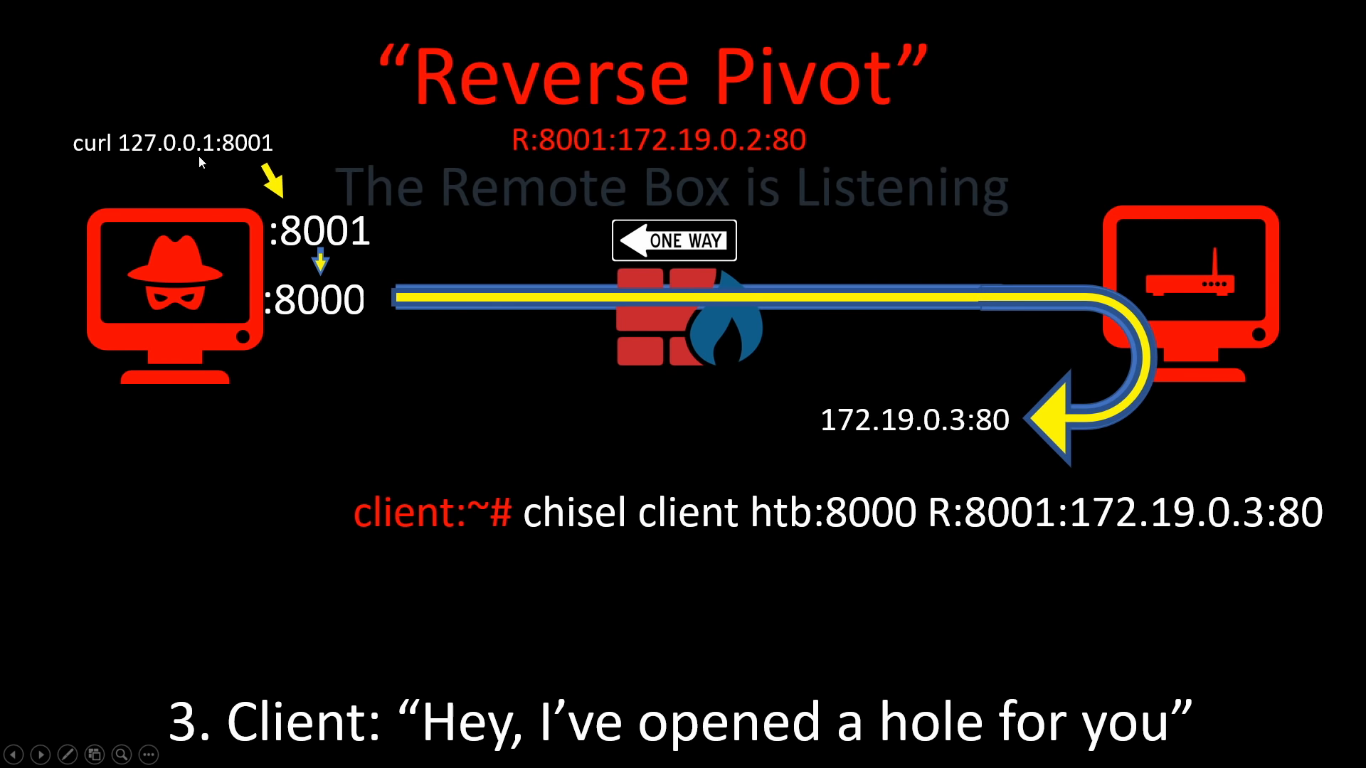 “Reverse Pivot”
R:8001:172.19.0.2:80
curl 127.0.0.1:8001
The Remote Box is Listening
:8001
ONE WAY
:8000
172.19.0.3:80
client:~# chisel client htb:8000 R:8001:172.19.0.3:80
3. Client: “Hey, I’ve opened a hole for you”